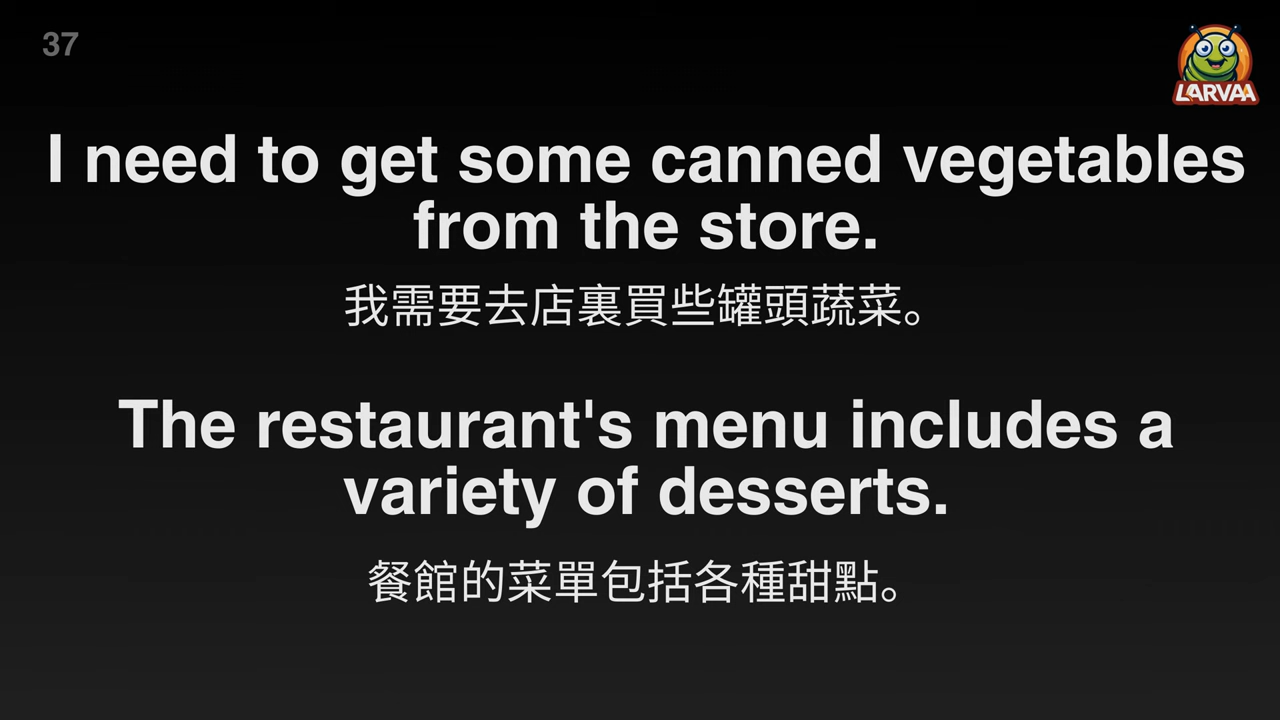 37
LARVAA
I need to get some canned vegetables
from the store.
我需要去店裏買些罐頭蔬菜。
The restaurant's menu includes a
variety of desserts.
餐館的菜單包括各種甜點。